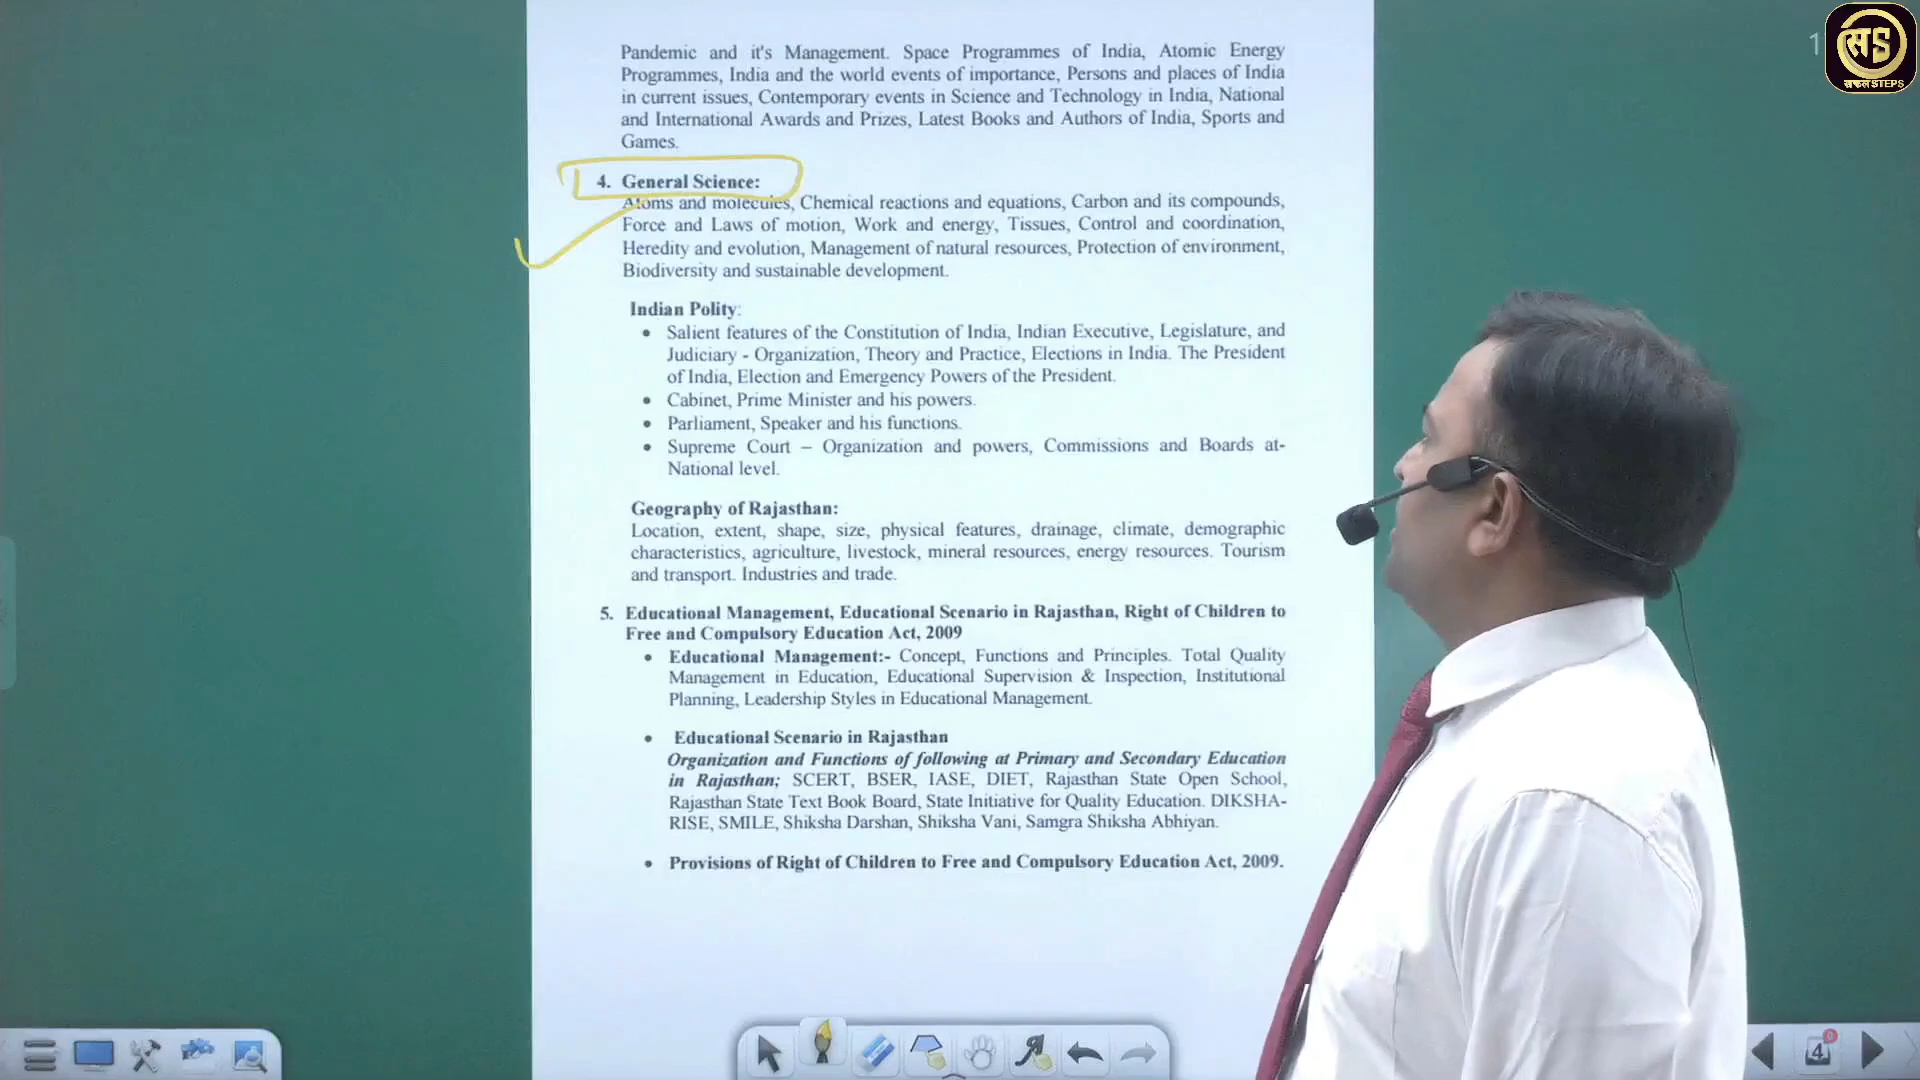 Pandemic and it's Management. Space Programmes of India, Atomic Energy
Programmes, India and the world events of importance, Persons and places of India
in current issues, Contemporary events in Science and Technology in India, National
and International Awards and Prizes, Latest Books and Authors of India, Sports and
Games.
4. General Science:
Atoms and molecules, Chemical reactions and equations, Carbon and its compounds,
Force and Laws of motion, Work and energy, Tissues, Control and coordination,
Heredity and evolution, Management of natural resources, Protection of environment,
Biodiversity and sustainable development.
Indian Polity:
• Salient features of the Constitution of India, Indian Executive, Legislature, and
Judiciary - Organization, Theory and Practice, Elections in India. The President
of India, Election and Emergency Powers of the President.
• Cabinet, Prime Minister and his powers.
• Parliament, Speaker and his functions.
• Supreme Court – Organization and powers, Commissions and Boards at-
National level.
Geography of Rajasthan:
Location, extent, shape, size, physical features, drainage, climate, demographic
characteristics, agriculture, livestock, mineral resources, energy resources. Tourism
and transport. Industries and trade.
5. Educational Management, Educational Scenario in Rajasthan, Right of Children to
Free and Compulsory Education Act, 2009
• Educational Management:- Concept, Functions and Principles. Total Quality
Management in Education, Educational Supervision & Inspection, Institutional
Planning, Leadership Styles in Educational Management.
• Educational Scenario in Rajasthan
Organization and Functions of following at Primary and Secondary Education
in Rajasthan; SCERT, BSER, IASE, DIET, Rajasthan State Open School,
Rajasthan State Text Book Board, State Initiative for Quality Education. DIKSHA-
RISE, SMILE, Shiksha Darshan, Shiksha Vani, Samgra Shiksha Abhiyan.
• Provisions of Right of Children to Free and Compulsory Education Act, 2009.
1
सS
सफल STEPS
4
0